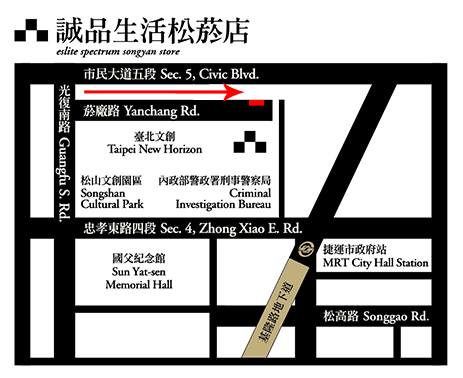 誠品生活松菸店
eslite spectrum songyan store
市民大道五段 Sec. 5, Civic Blvd.
光復南路 Guangfu S. Rd.
菸廠路 Yanchang Rd.
臺北文創
Taipei New Horizon
松山文創園區
Songshan
Cultural Park
內政部警政署刑事警察局
Criminal
Investigation Bureau
忠孝東路四段 Sec. 4, Zhong Xiao E. Rd.
國父紀念館
Sun Yat-sen
Memorial Hall
捷運市政府站
MRT City Hall Station
基隆路地下道
松高路 Songgao Rd.